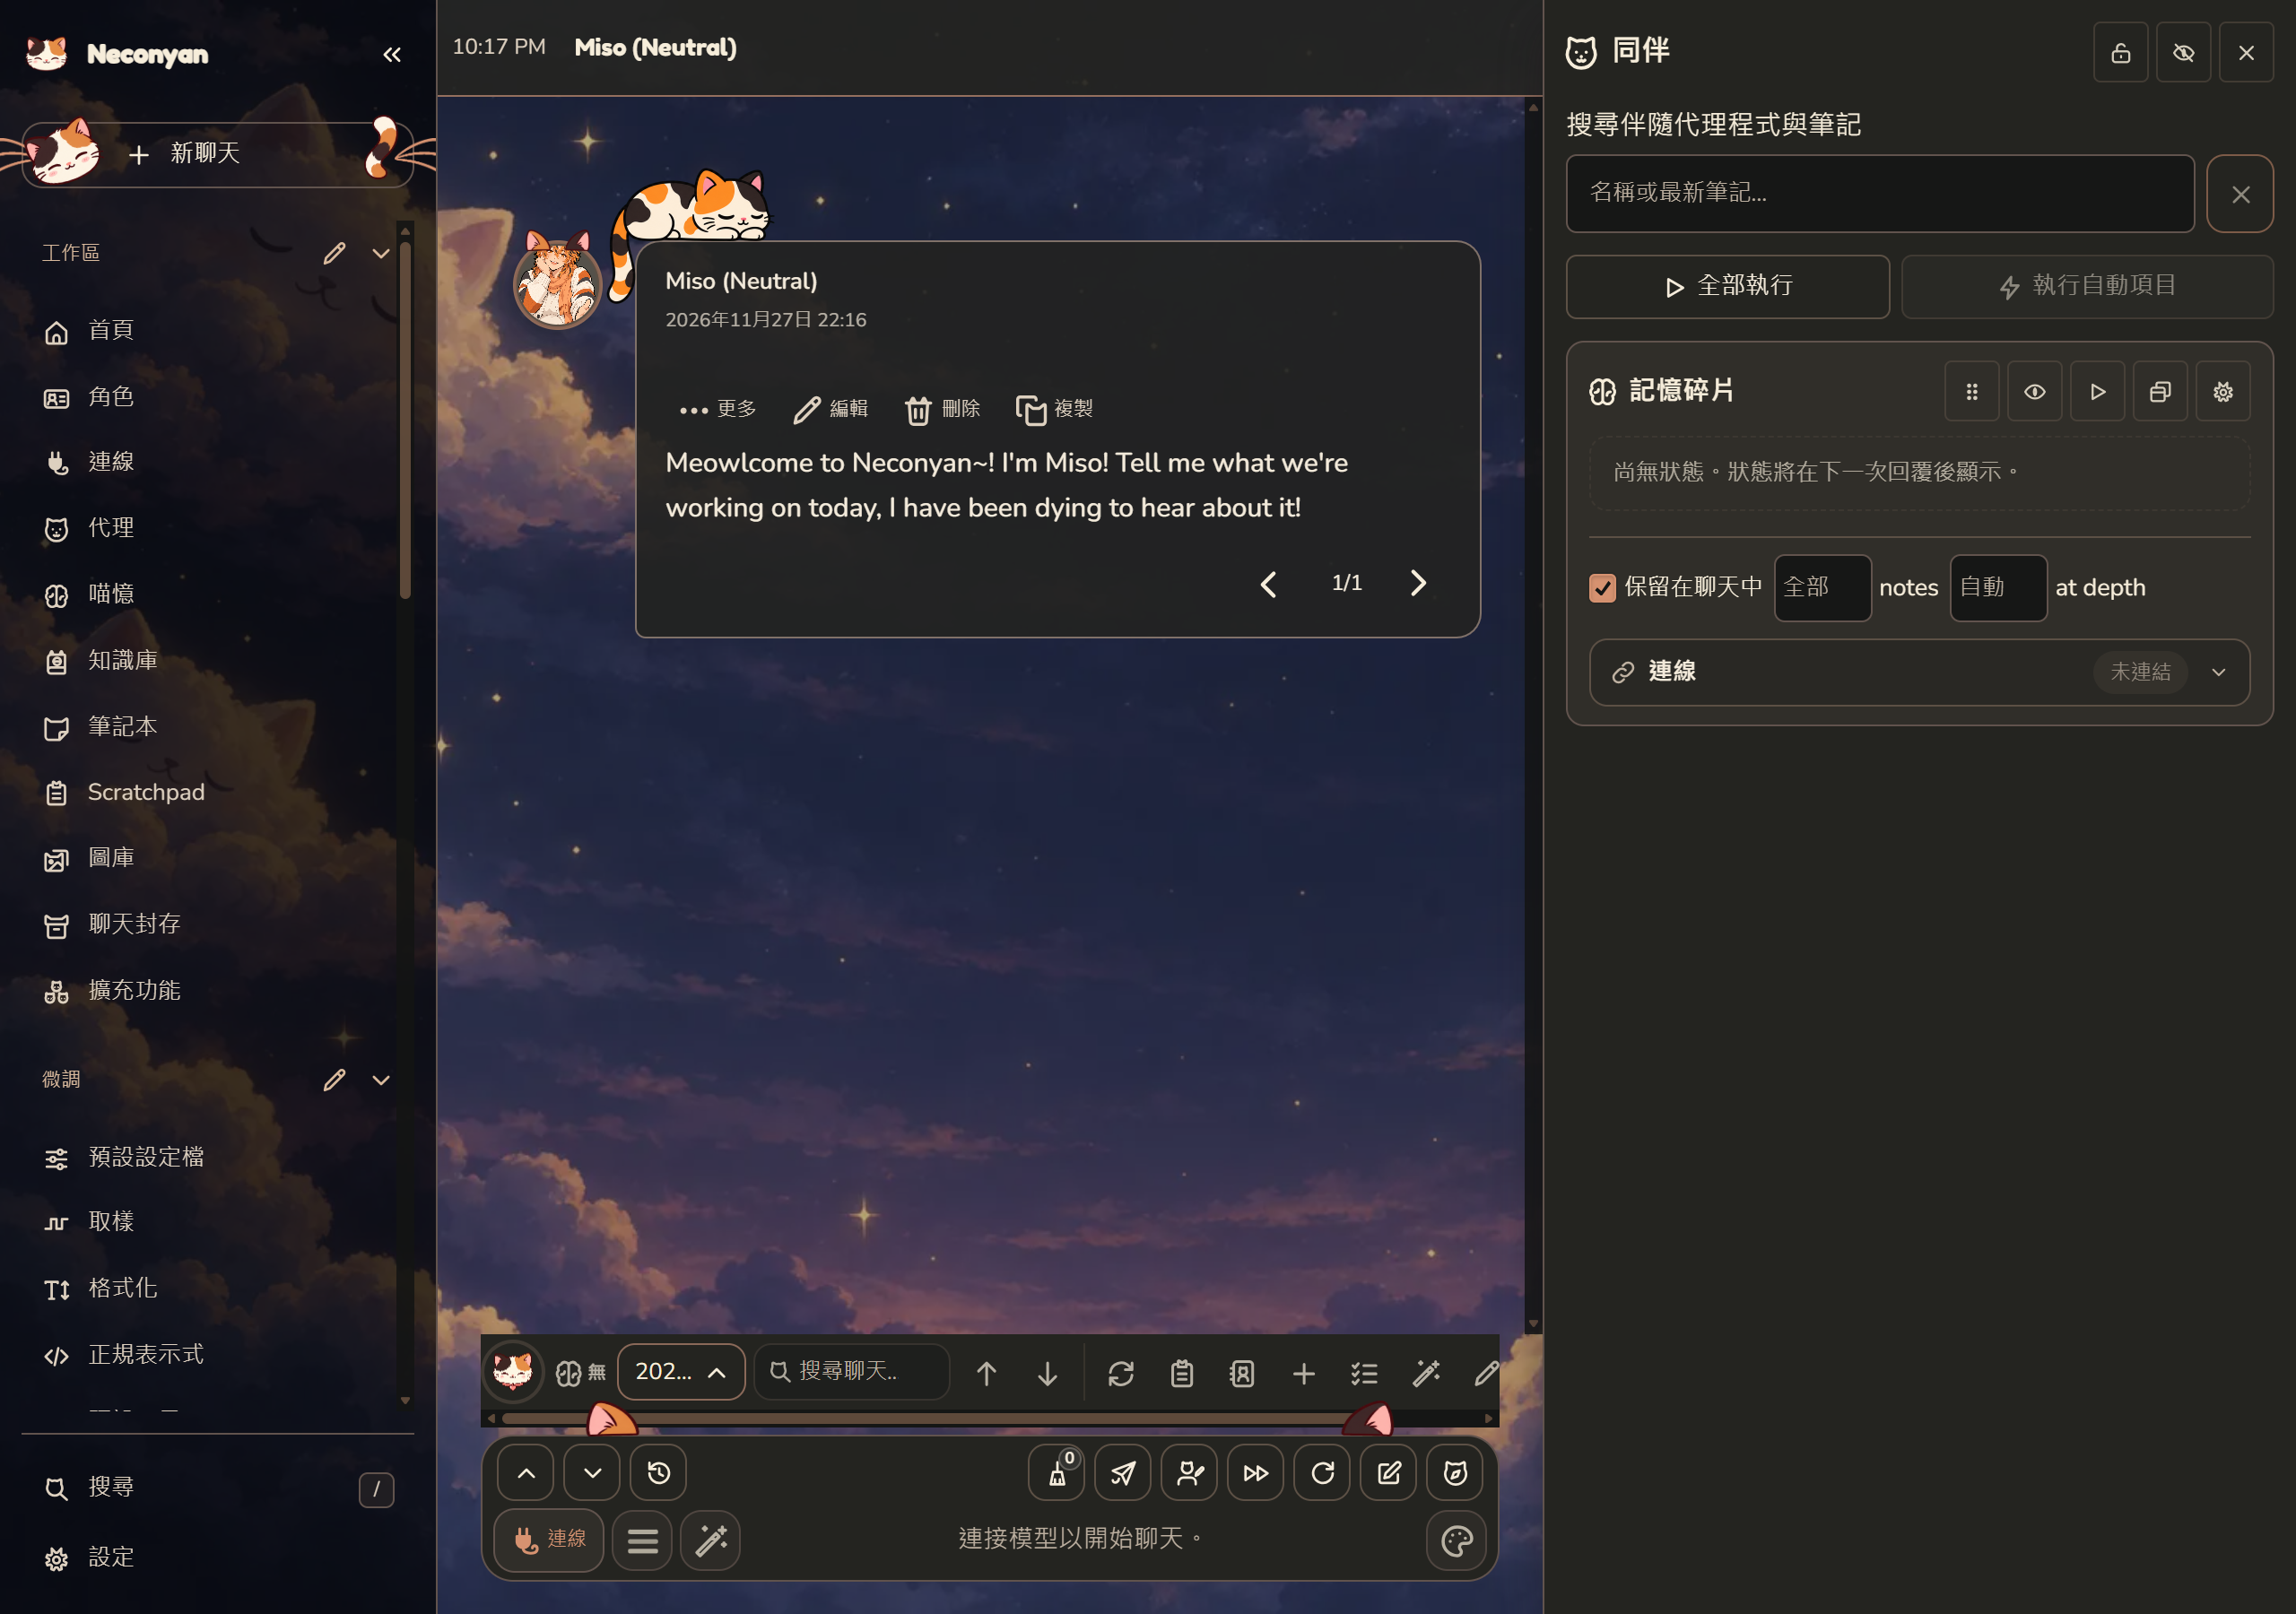 Neconyan
新聊天
工作區
首頁
角色
連線
代理
喵憶
知識庫
筆記本
Scratchpad
圖庫
聊天封存
擴充功能
微調
預設設定檔
取樣
格式化
正規表示式
搜尋
/
設定
10:17 PM
Miso (Neutral)
Miso (Neutral)
2026年11月27日 22:16
更多 編輯 刪除 複製
Meowlcome to Neconyan~! I'm Miso! Tell me what we're
working on today, I have been dying to hear about it!
1/1
無 202... 搜尋聊天...
0
連線
連接模型以開始聊天。
同伴
搜尋伴隨代理程式與筆記
名稱或最新筆記...
全部執行
執行自動項目
記憶碎片
尚無狀態。狀態將在下一次回覆後顯示。
保留在聊天中 全部 notes 自動 at depth
連線
未連結